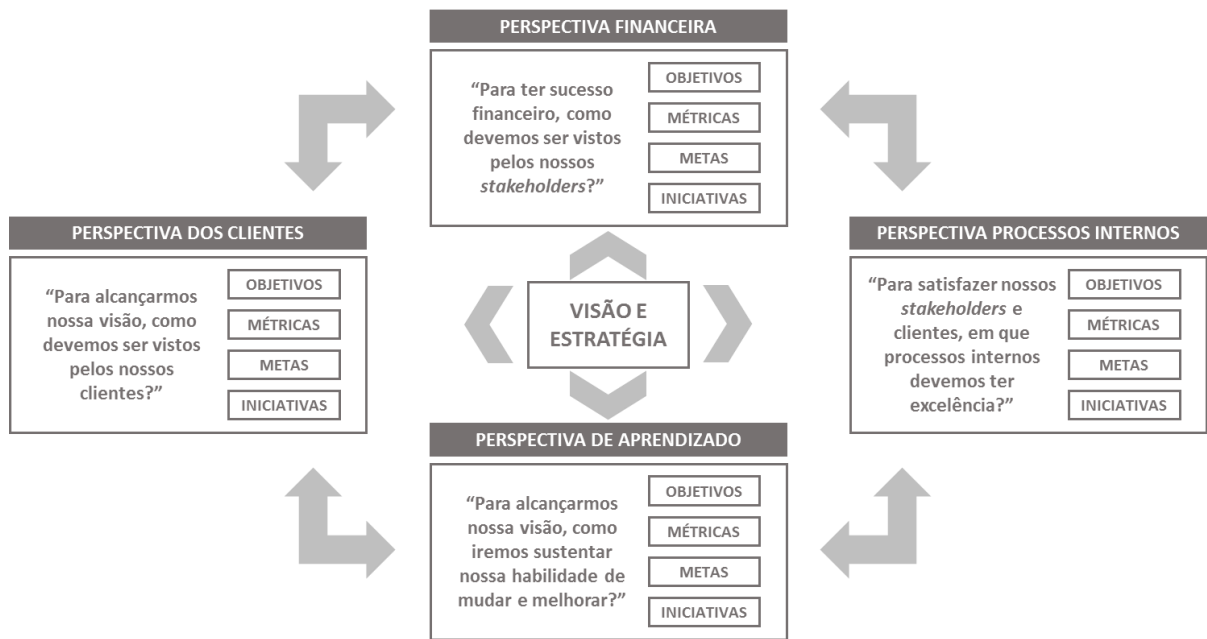 PERSPECTIVA FINANCEIRA
“Para ter sucesso
financeiro, como
devemos ser vistos
pelos nossos
stakeholders?”
OBJETIVOS
MÉTRICAS
METAS
INICIATIVAS
PERSPECTIVA DOS CLIENTES
“Para alcançarmos
nossa visão, como
devemos ser vistos
pelos nossos
clientes?”
OBJETIVOS
MÉTRICAS
METAS
INICIATIVAS
VISÃO E
ESTRATÉGIA
PERSPECTIVA PROCESSOS INTERNOS
“Para satisfazer nossos
stakeholders e
clientes, em que
processos internos
devemos ter
excelência?”
OBJETIVOS
MÉTRICAS
METAS
INICIATIVAS
PERSPECTIVA DE APRENDIZADO
“Para alcançarmos
nossa visão, como
iremos sustentar
nossa habilidade de
mudar e melhorar?”
OBJETIVOS
MÉTRICAS
METAS
INICIATIVAS